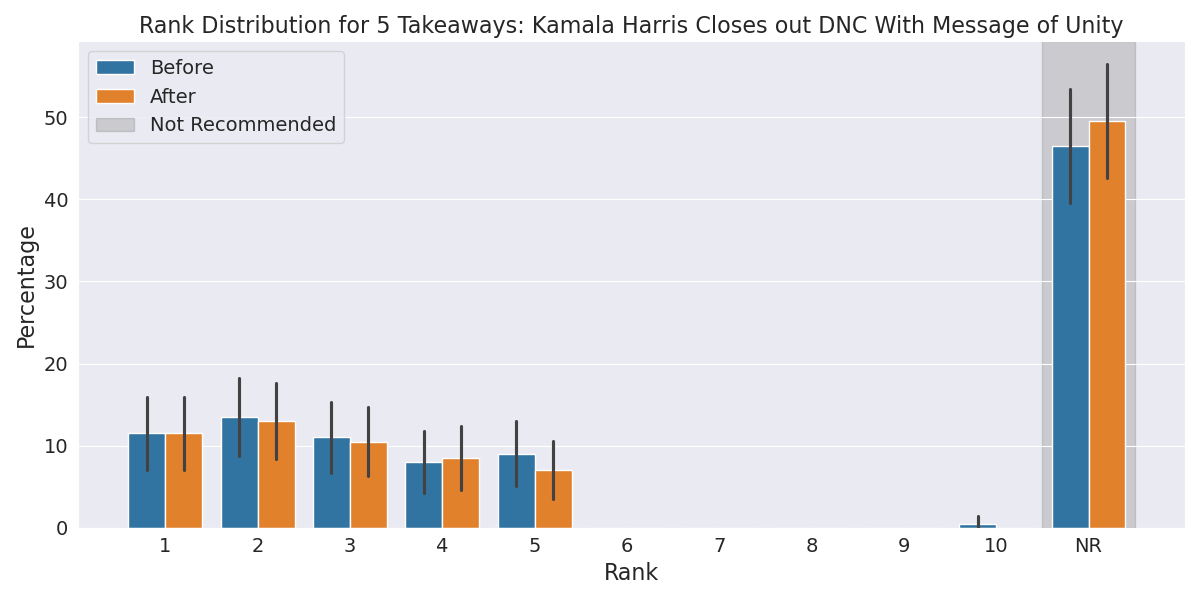 Rank Distribution for 5 Takeaways: Kamala Harris Closes out DNC With Message of Unity
Before
After
Not Recommended
Percentage
50
40
30
20
10
0
1 2 3 4 5 6 7 8 9 10 NR
Rank